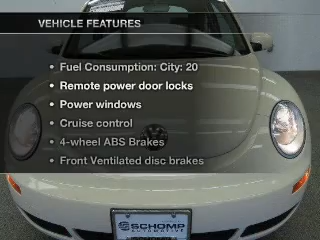 VEHICLE FEATURES
• Fuel Consumption: City: 20
• Remote power door locks
• Power windows
• Cruise control
• 4-wheel ABS Brakes
• Front Ventilated disc brakes
SCHOMP
AUTOMOTIVE